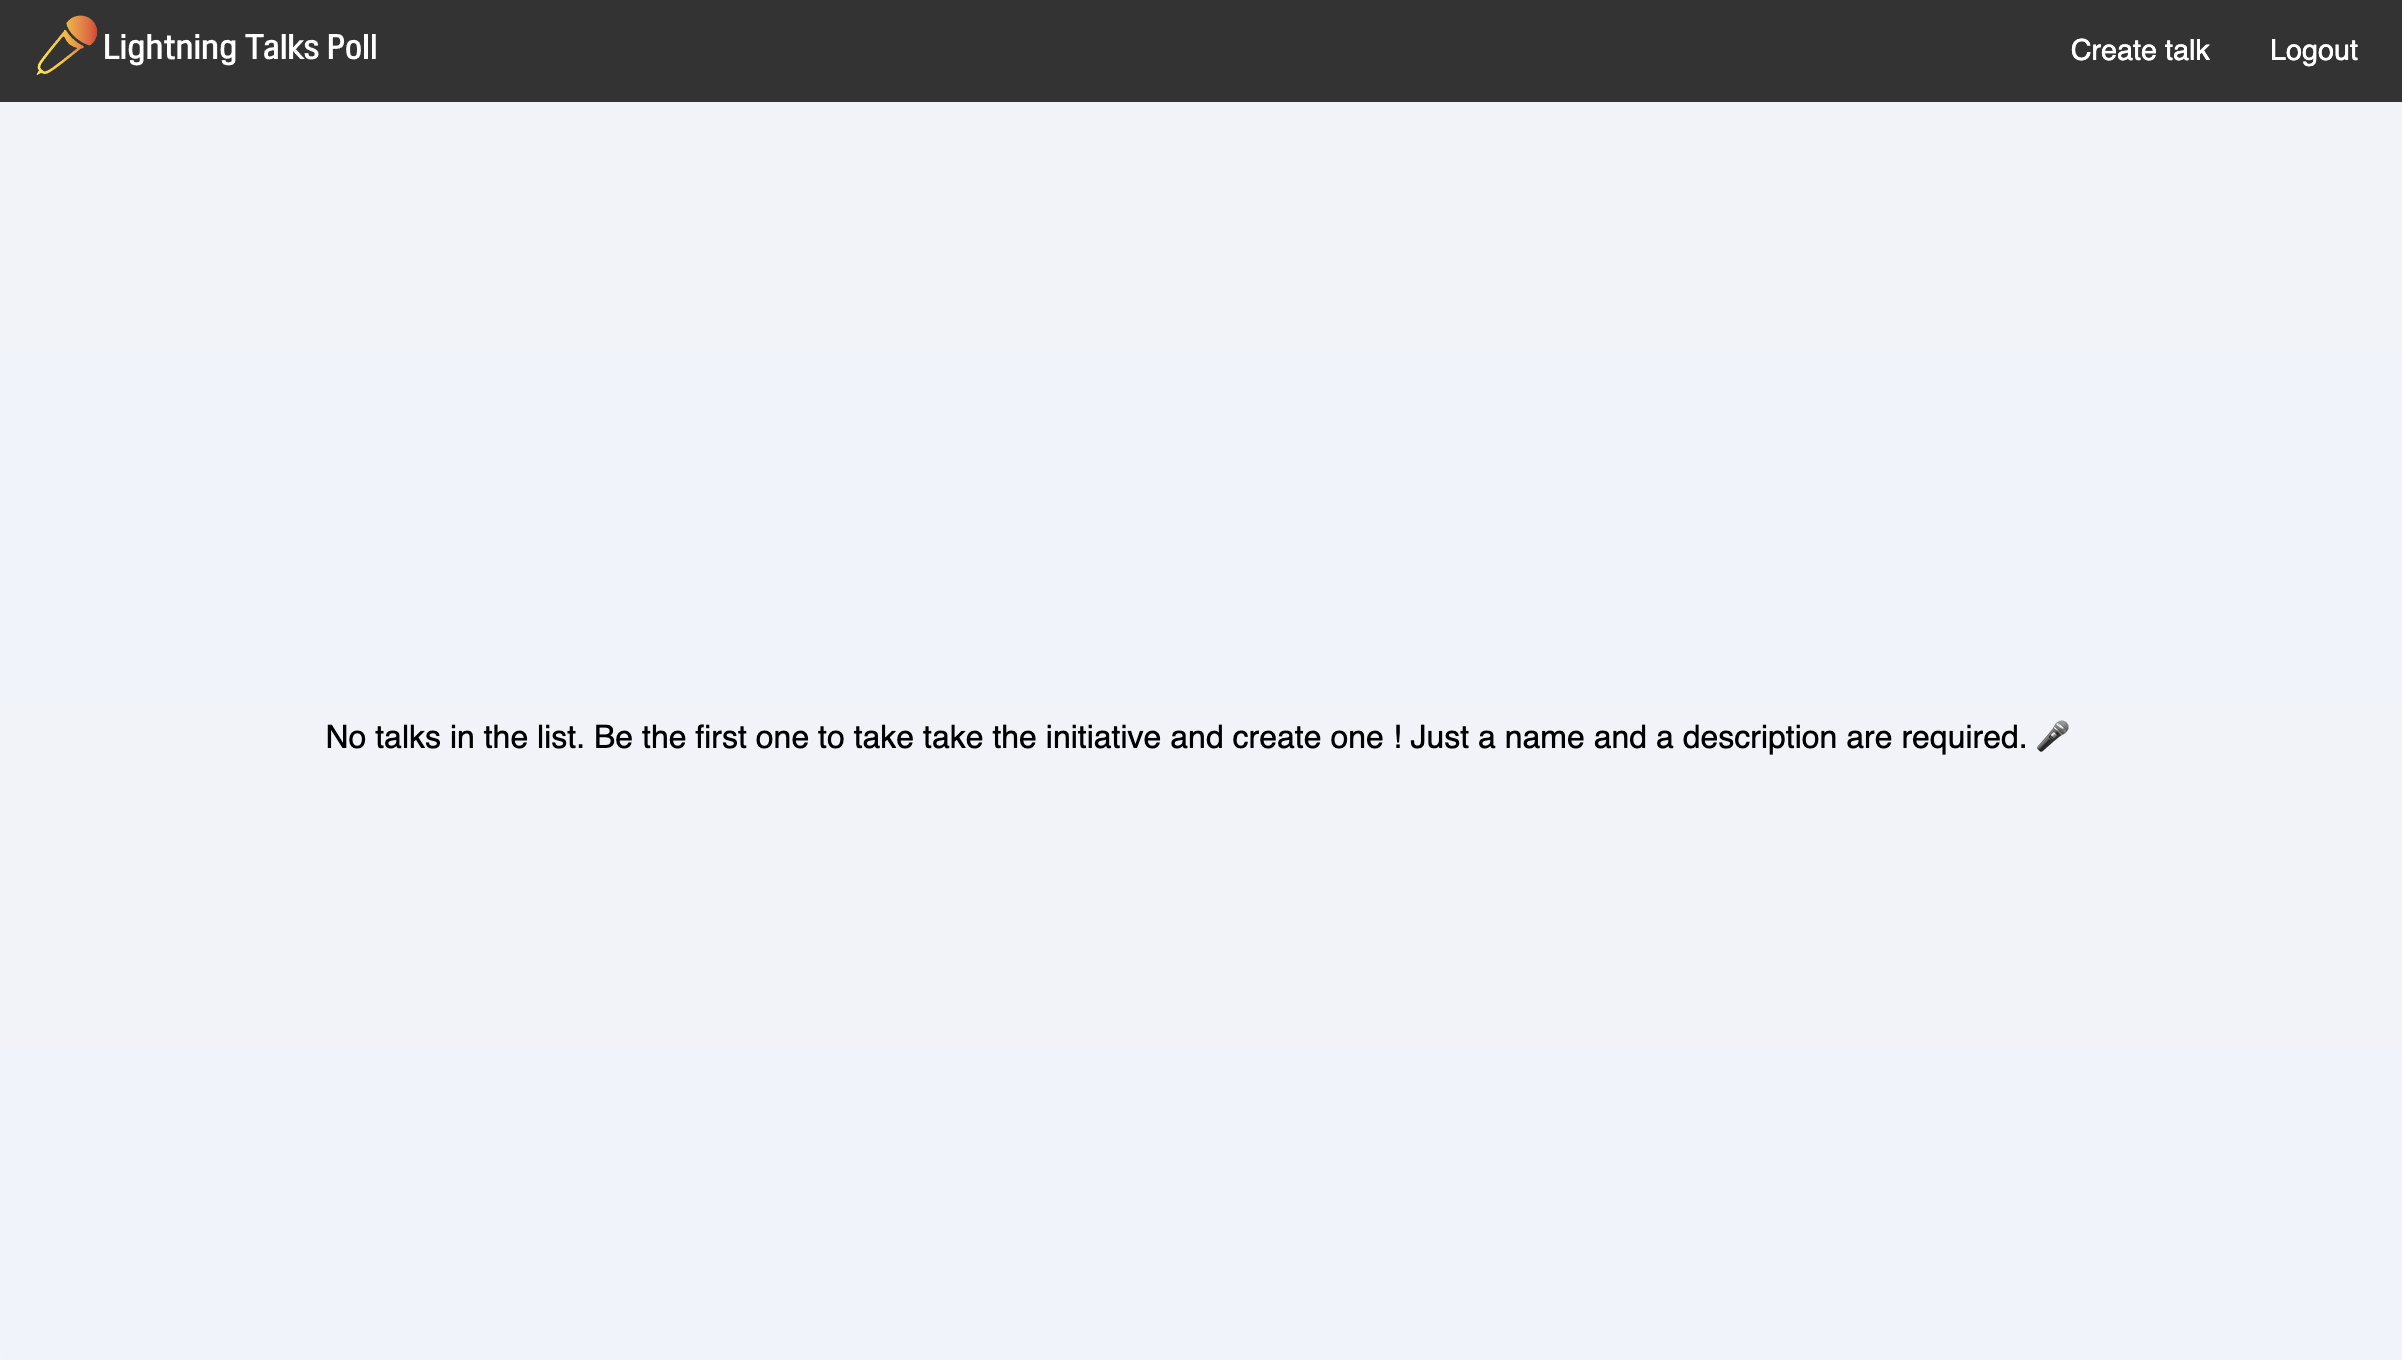 Lightning Talks Poll
Create talk
Logout
No talks in the list. Be the first one to take take the initiative and create one ! Just a name and a description are required. 🎤